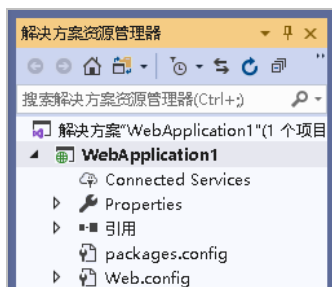 解决方案资源管理器
搜索解决方案资源管理器(Ctrl+;)
解决方案"WebApplication1"(1 个项目
WebApplication1
Connected Services
Properties
引用
packages.config
Web.config